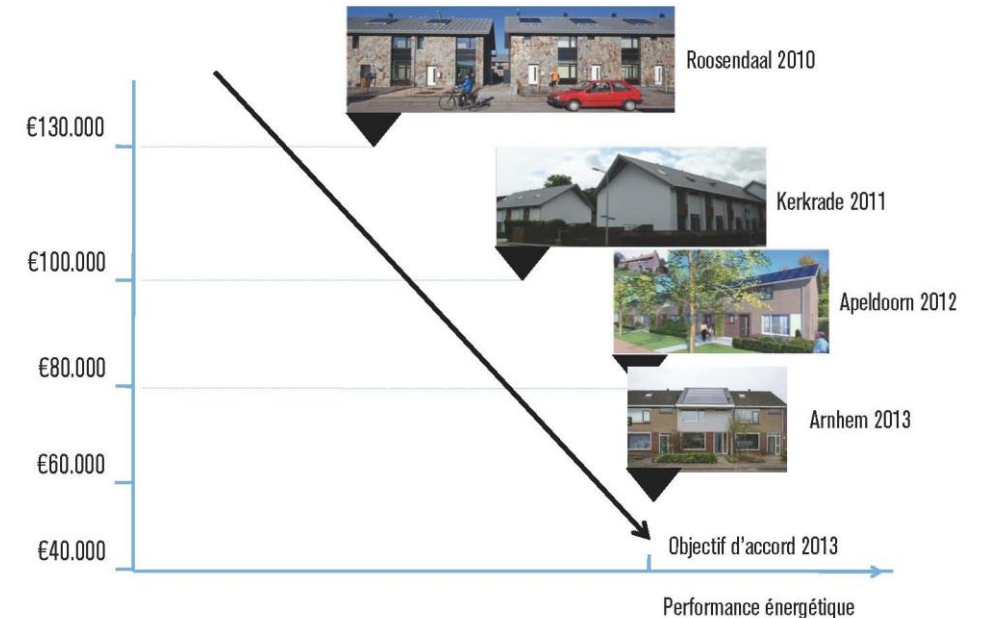 Roosendaal 2010
€130.000
Kerkrade 2011
€100.000
Apeldoorn 2012
€80.000
Arnhem 2013
€60.000
Objectif d'accord 2013
€40.000
Performance énergétique